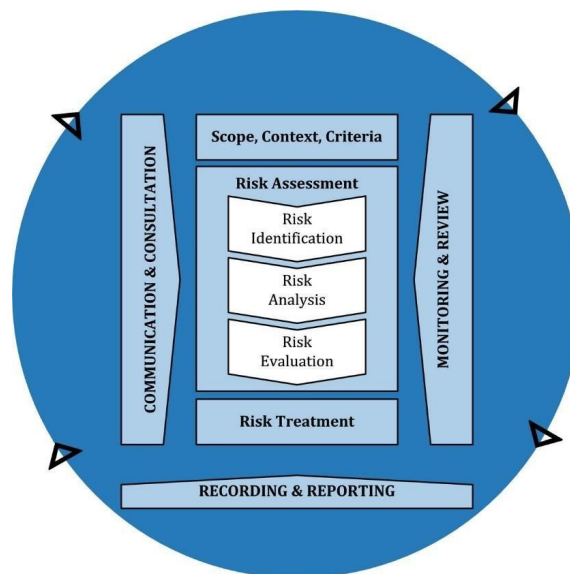 Scope, Context, Criteria
Risk Assessment
Risk
Identification
Risk
Analysis
Risk
Evaluation
Risk Treatment
COMMUNICATION & CONSULTATION
MONITORING & REVIEW
RECORDING & REPORTING